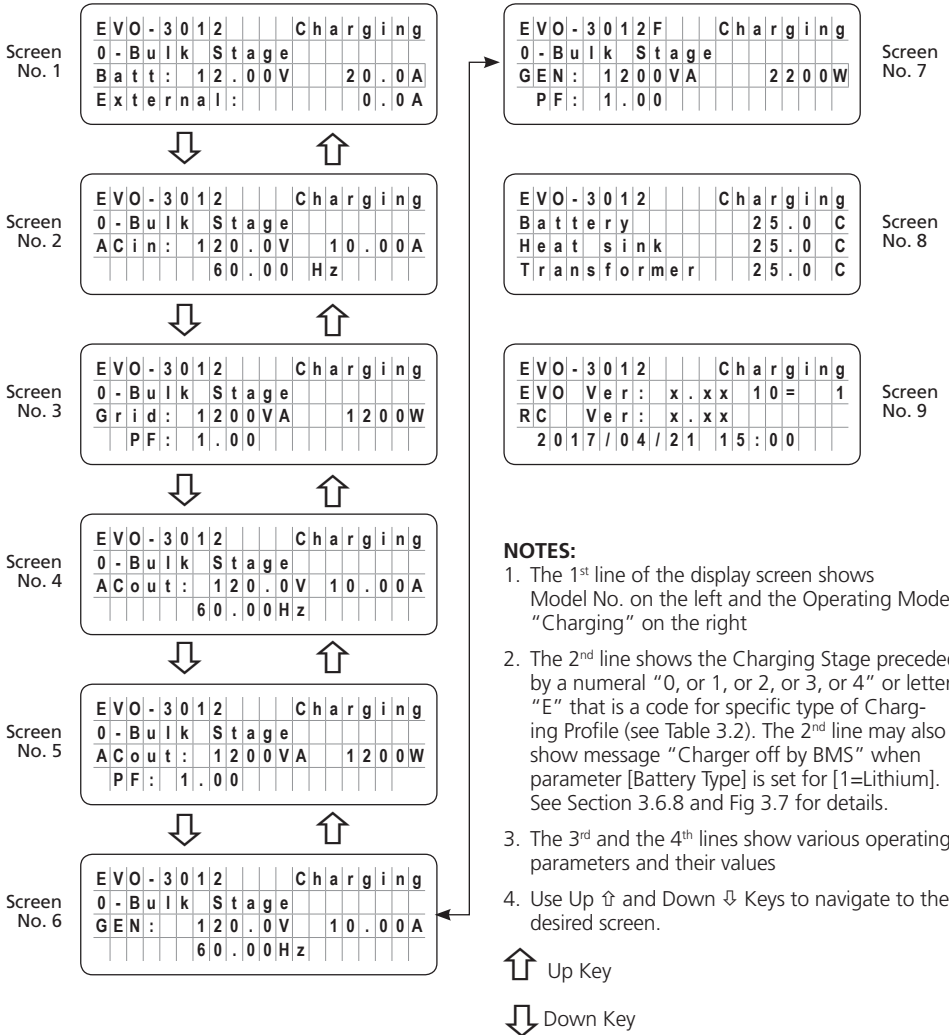 Screen
No. 1
EVO-3012 Charging
0-Bulk Stage
Batt: 12.00V 20.0A
External: 0.0A
Screen
No. 2
EVO-3012 Charging
0-Bulk Stage
ACin: 120.0V 10.00A
60.00 Hz
Screen
No. 3
EVO-3012 Charging
0-Bulk Stage
Grid: 1200VA 1200W
PF: 1.00
Screen
No. 4
EVO-3012 Charging
0-Bulk Stage
ACout: 120.0V 10.00A
60.00Hz
Screen
No. 5
EVO-3012 Charging
0-Bulk Stage
ACout: 1200VA 1200W
PF: 1.00
Screen
No. 6
EVO-3012 Charging
0-Bulk Stage
GEN: 120.0V 10.00A
60.00Hz
EVO-3012F Charging
0-Bulk Stage
GEN: 1200VA 2200W
PF: 1.00
Screen
No. 7
EVO-3012 Charging
Battery 25.0 C
Heat sink 25.0 C
Transformer 25.0 C
Screen
No. 8
EVO-3012 Charging
EVO Ver: x.xx 10= 1
RC Ver: x.xx
2017/04/21 15:00
Screen
No. 9
NOTES:
1. The 1st line of the display screen shows
Model No. on the left and the Operating Mode
“Charging” on the right
2. The 2nd line shows the Charging Stage preceded
by a numeral “0, or 1, or 2, or 3, or 4” or letter
“E” that is a code for specific type of Charg-
ing Profile (see Table 3.2). The 2nd line may also
show message “Charger off by BMS” when
parameter [Battery Type] is set for [1=Lithium].
See Section 3.6.8 and Fig 3.7 for details.
3. The 3rd and the 4th lines show various operating
parameters and their values
4. Use Up ⇧ and Down ⇩ Keys to navigate to the
desired screen.
⇧ Up Key
⇩ Down Key